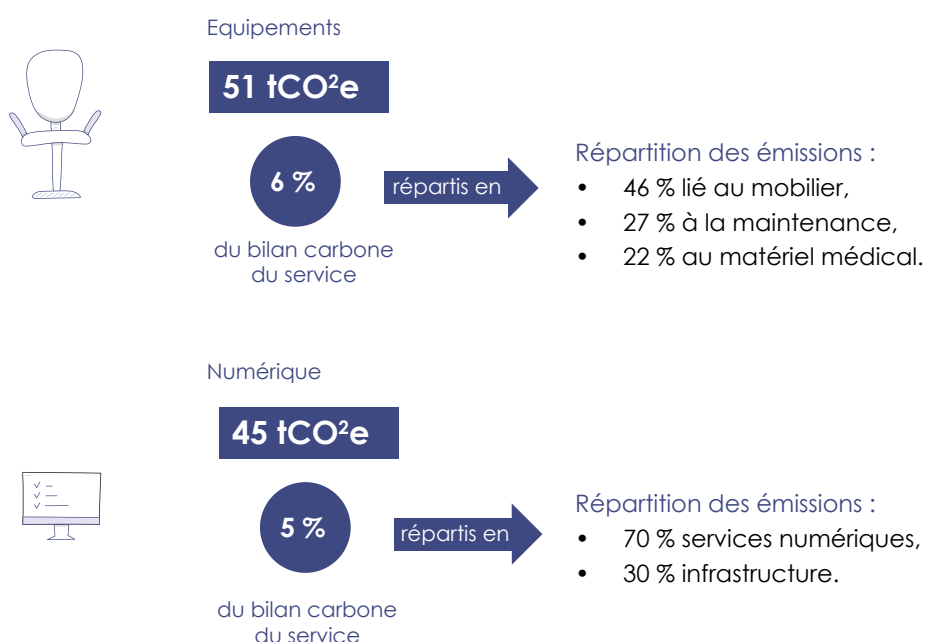 Equipements
51 tCO²e
6 %
du bilan carbone
du service
répartis en
Répartition des émissions :
• 46 % lié au mobilier,
• 27 % à la maintenance,
• 22 % au matériel médical.
Numérique
45 tCO²e
5 %
du bilan carbone
du service
répartis en
Répartition des émissions :
• 70 % services numériques,
• 30 % infrastructure.